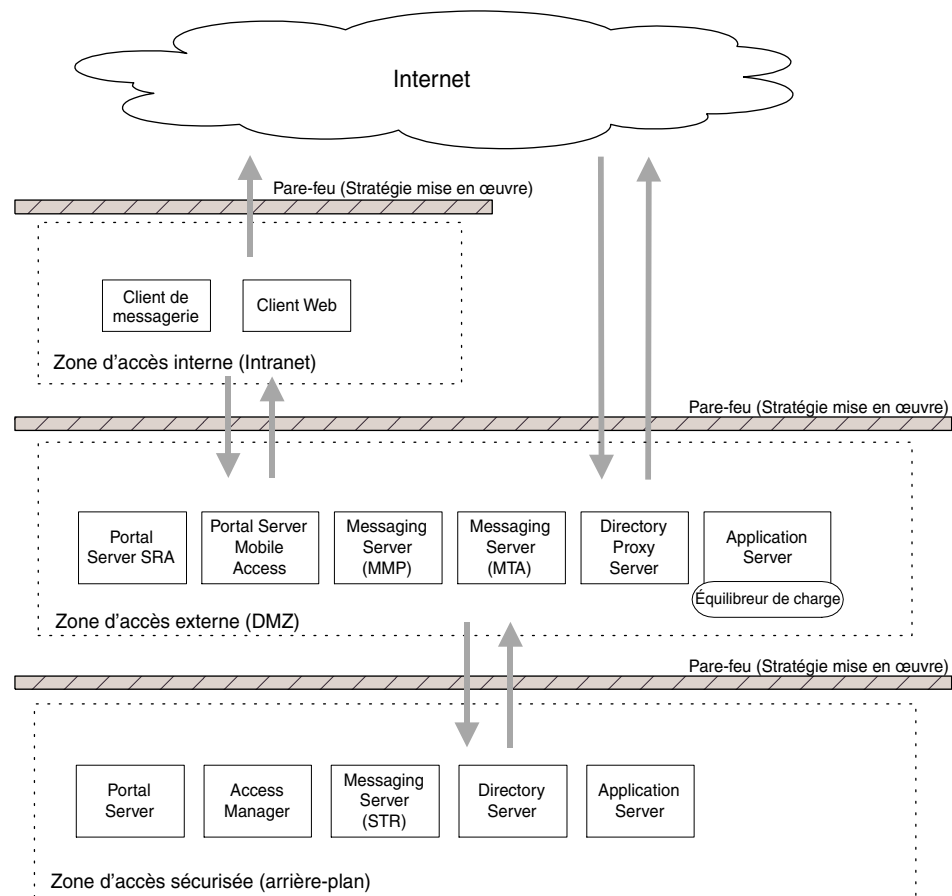 Internet
Pare-feu (Stratégie mise en œuvre)
Client de
messagerie
Client Web
Zone d'accès interne (Intranet)
Pare-feu (Stratégie mise en œuvre)
Portal
Server SRA
Portal Server
Mobile
Access
Messaging
Server
(MMP)
Messaging
Server
(MTA)
Directory
Proxy
Server
Application
Server
Équilibreur de charge
Zone d'accès externe (DMZ)
Pare-feu (Stratégie mise en œuvre)
Portal
Server
Access
Manager
Messaging
Server
(STR)
Directory
Server
Application
Server
Zone d'accès sécurisée (arrière-plan)